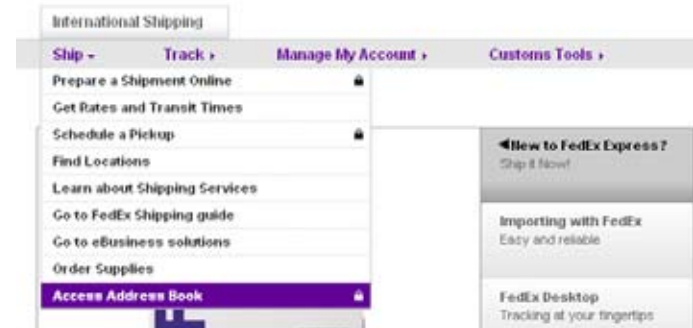 International Shipping
Ship Track Manage My Account Customs Tools
Prepare a Shipment Online
Get Rates and Transit Times
Schedule a Pickup
Find Locations
Learn about Shipping Services
Go to FedEx Shipping guide
Go to eBusiness solutions
Order Supplies
Access Address Book
New to FedEx Express?
Ship it Now!
Importing with FedEx
Easy and reliable
FedEx Desktop
Tracking at your fingertips